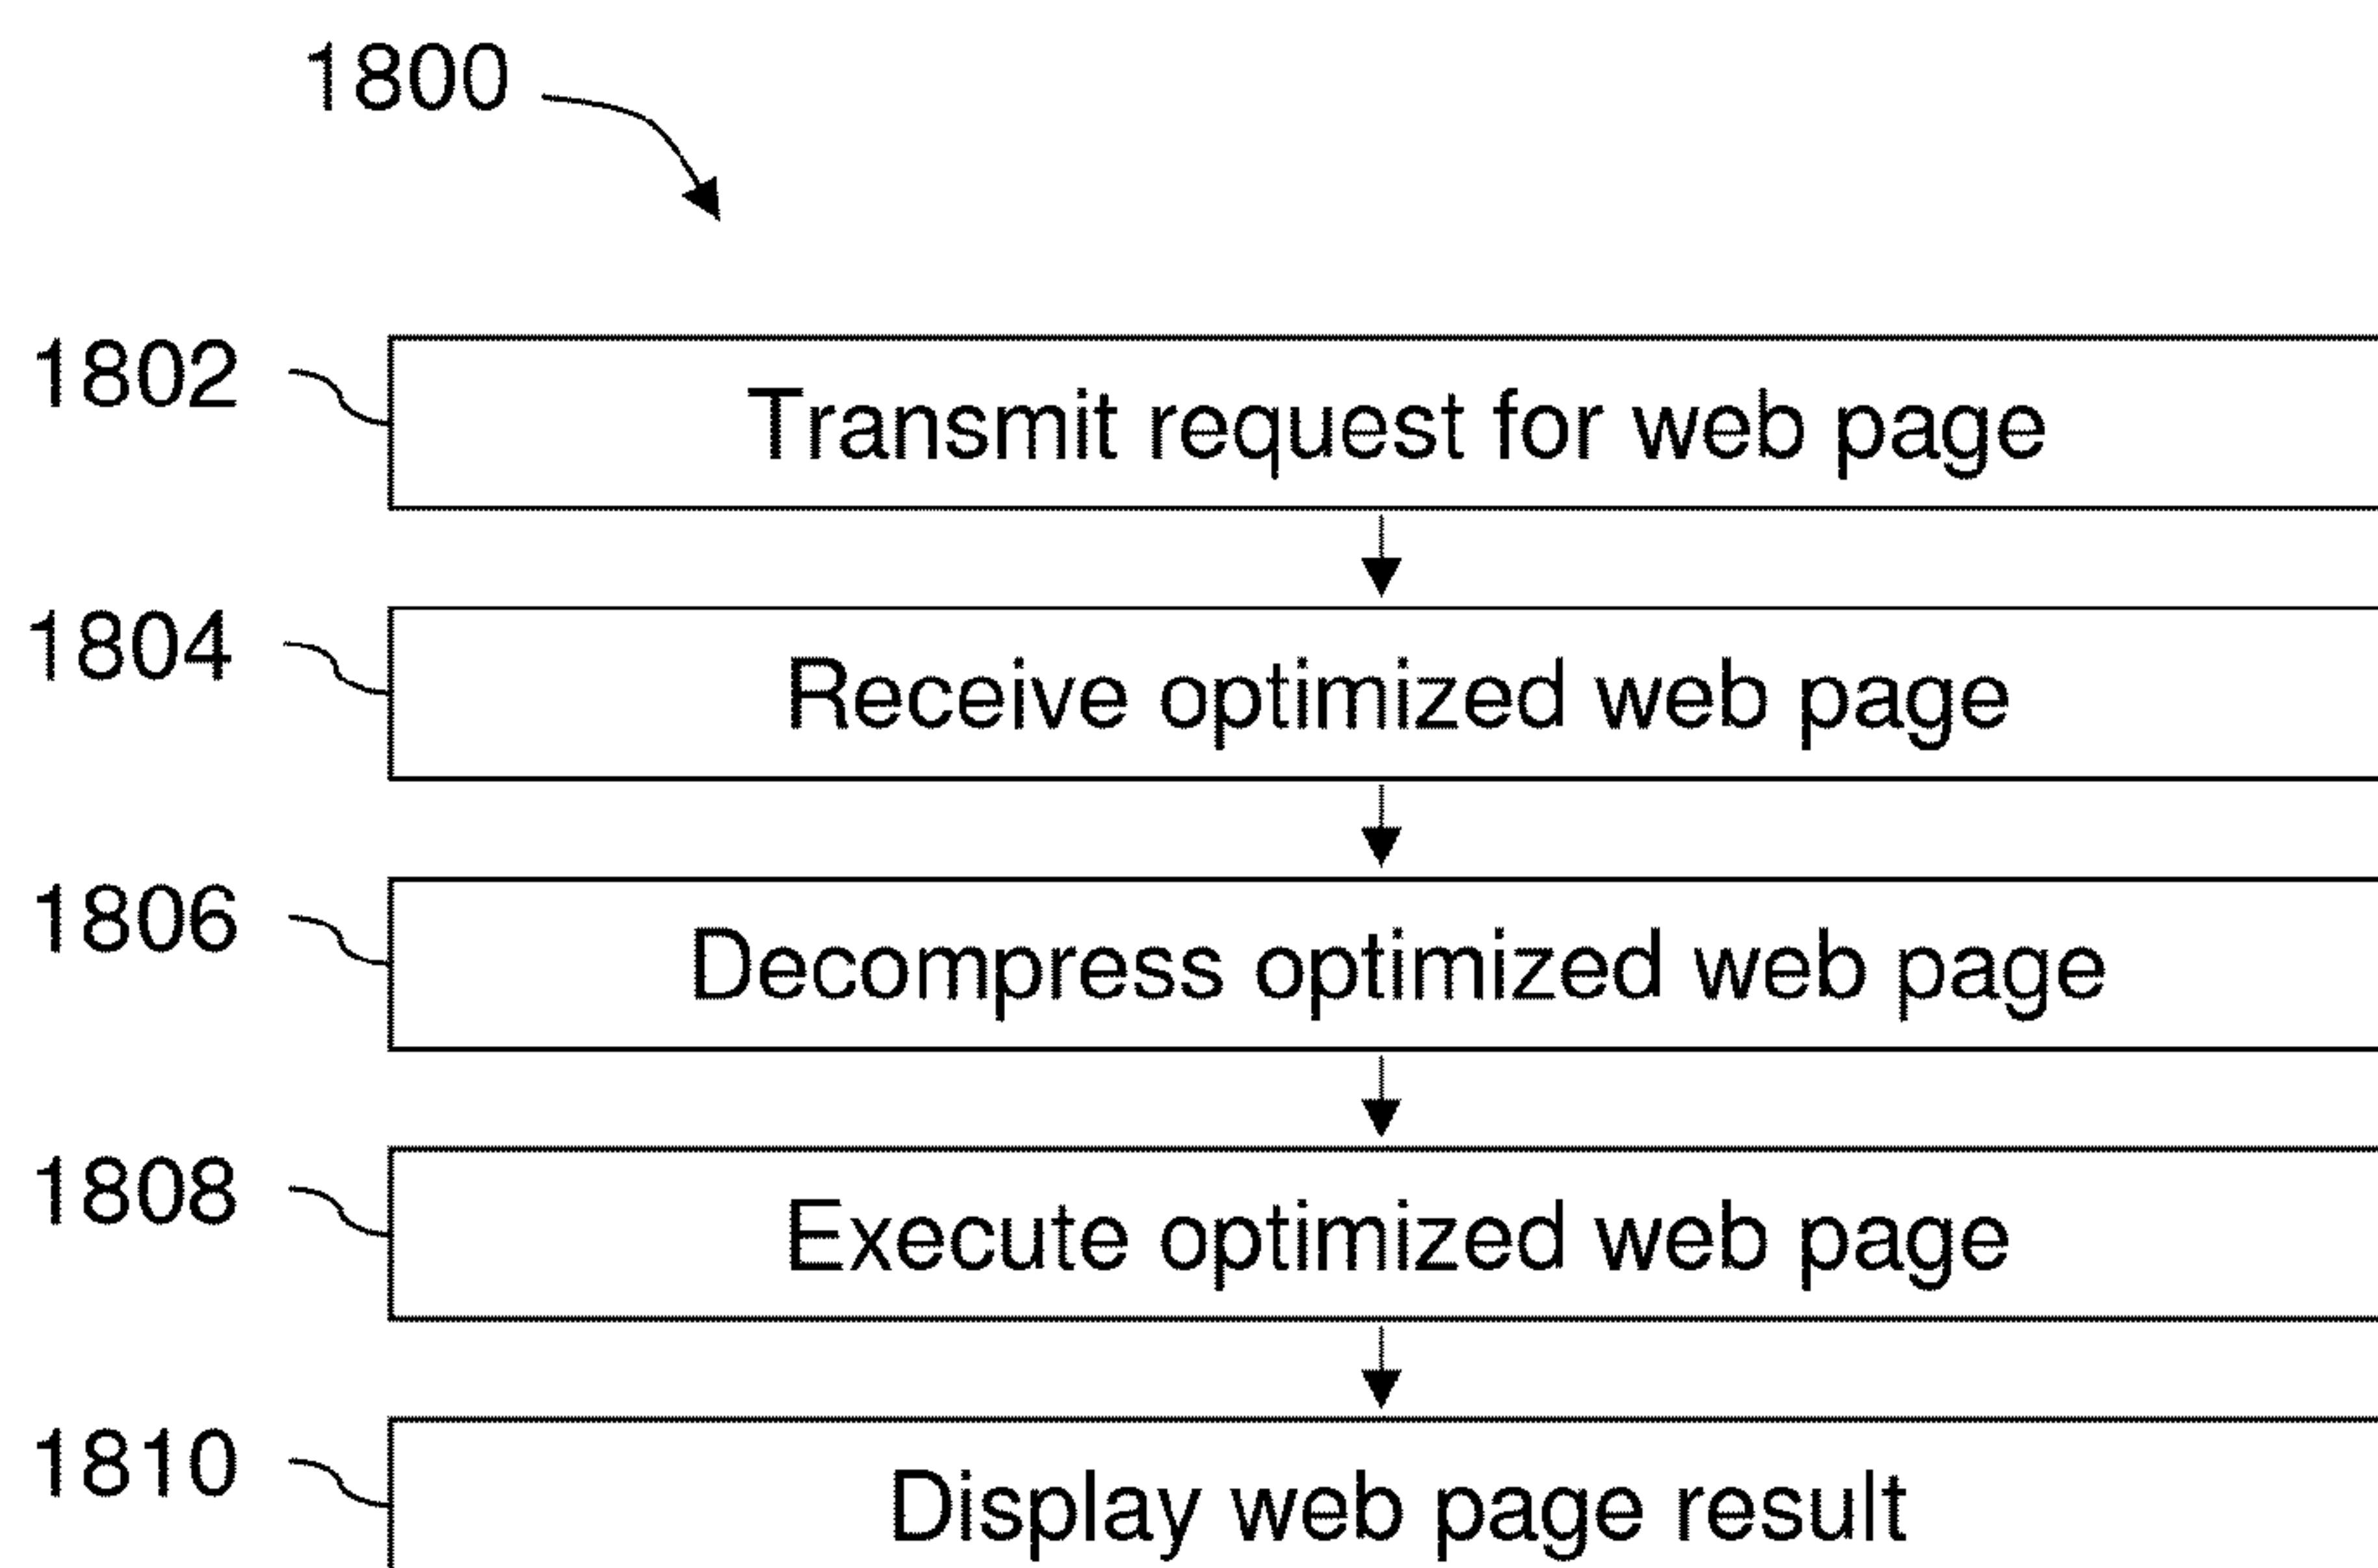 1800
1802 Transmit request for web page
1804 Receive optimized web page
1806 Decompress optimized web page
1808 Execute optimized web page
1810 Display web page result